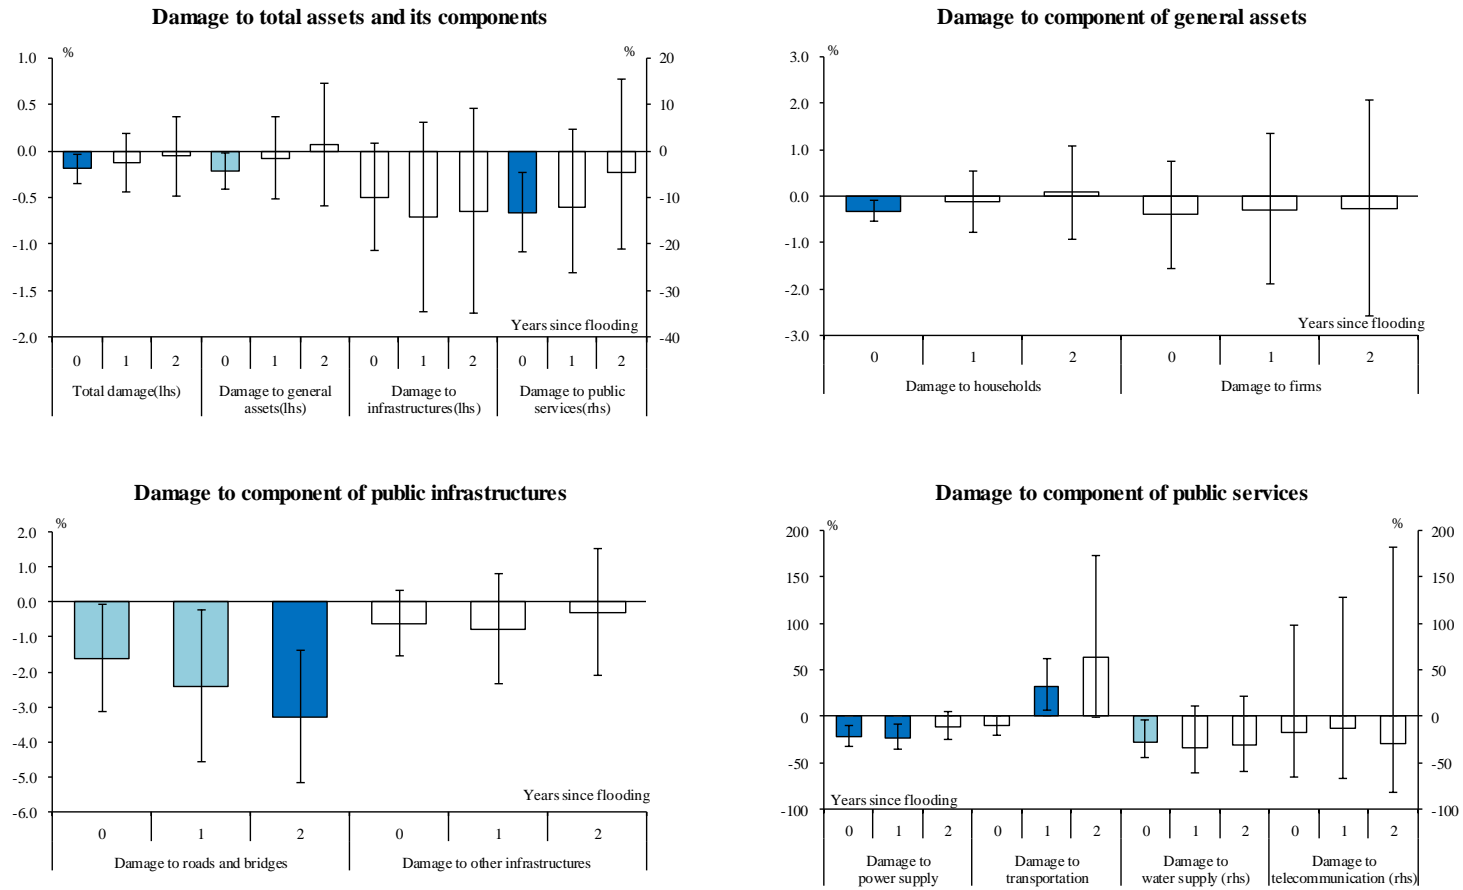 Damage to total assets and its components
%
%
1.0
0.5
0.0
-0.5
-1.0
-1.5
-2.0
20
10
0
-10
-20
-30
-40
Years since flooding
0 1 2 0 1 2 0 1 2 0 1 2
Total damage(lhs)
Damage to general
assets(lhs)
Damage to
infrastructures(lhs)
Damage to public
services(rhs)
Damage to component of general assets
%
3.0
2.0
1.0
0.0
-1.0
-2.0
-3.0
Years since flooding
0 1 2 0 1 2
Damage to households
Damage to firms
Damage to component of public infrastructures
%
2.0
1.0
0.0
-1.0
-2.0
-3.0
-4.0
-5.0
-6.0
Years since flooding
0 1 2 0 1 2
Damage to roads and bridges
Damage to other infrastructures
Damage to component of public services
%
%
200
150
100
50
0
-50
-100
200
150
100
50
0
-50
-100
Years since flooding
0 1 2 0 1 2 0 1 2 0 1 2
Damage to
power supply
Damage to
transportation
Damage to
water supply (rhs)
Damage to
telecommunication (rhs)